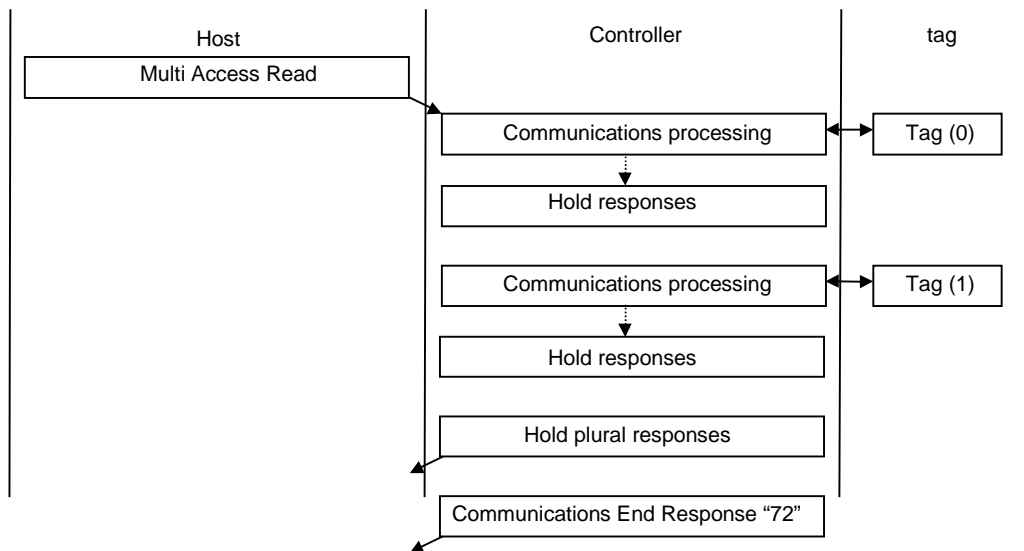 Host
Controller
tag
Multi Access Read
Communications processing
Tag (0)
Hold responses
Communications processing
Tag (1)
Hold responses
Hold plural responses
Communications End Response “72”